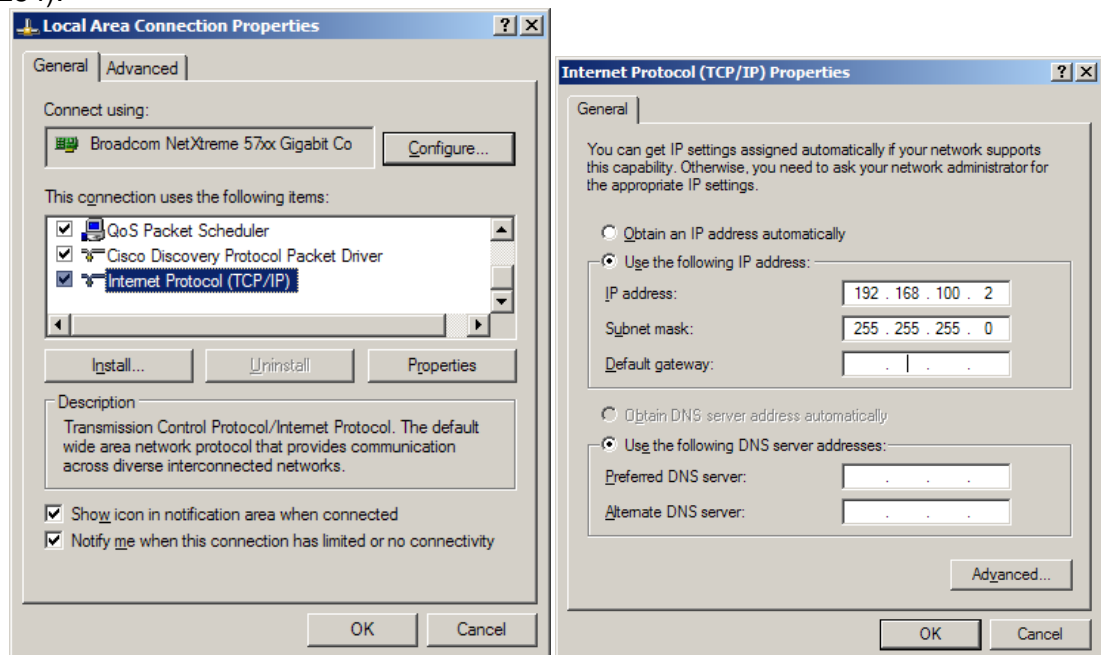 Local Area Connection Properties
General
Advanced
Connect using:
Broadcom NetXtreme 57xx Gigabit Co
Configure...
This connection uses the following items:
QoS Packet Scheduler
Cisco Discovery Protocol Packet Driver
Internet Protocol (TCP/IP)
Install...
Uninstall
Properties
Description
Transmission Control Protocol/Internet Protocol. The default
wide area network protocol that provides communication
across diverse interconnected networks.
Show icon in notification area when connected
Notify me when this connection has limited or no connectivity
OK
Cancel
Internet Protocol (TCP/IP) Properties
General
You can get IP settings assigned automatically if your network supports
this capability. Otherwise, you need to ask your network administrator for
the appropriate IP settings.
Obtain an IP address automatically
Use the following IP address:
IP address:
192 . 168 . 100 . 2
Subnet mask:
255 . 255 . 255 . 0
Default gateway:
. . .
Obtain DNS server address automatically
Use the following DNS server addresses:
Preferred DNS server:
. . .
Alternate DNS server:
. . .
Advanced...
OK
Cancel